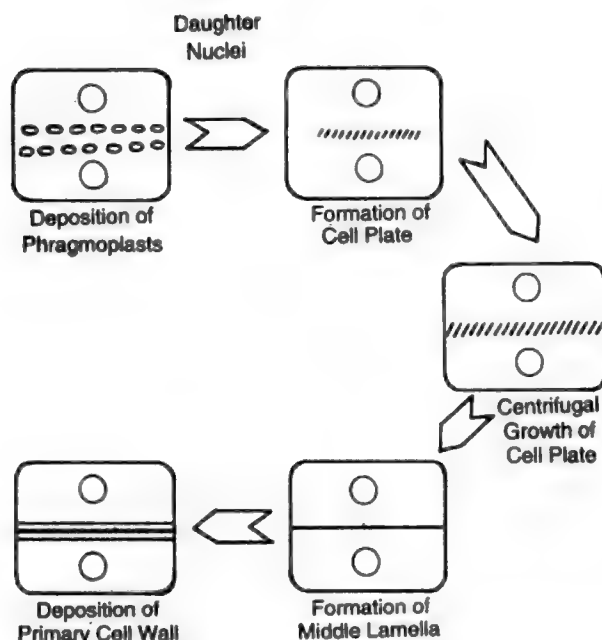 Daughter
Nuclei
Deposition of
Phragmoplasts
Formation of
Cell Plate
Centrifugal
Growth of
Cell Plate
Formation of
Middle Lamella
Deposition of
Primary Cell Wall